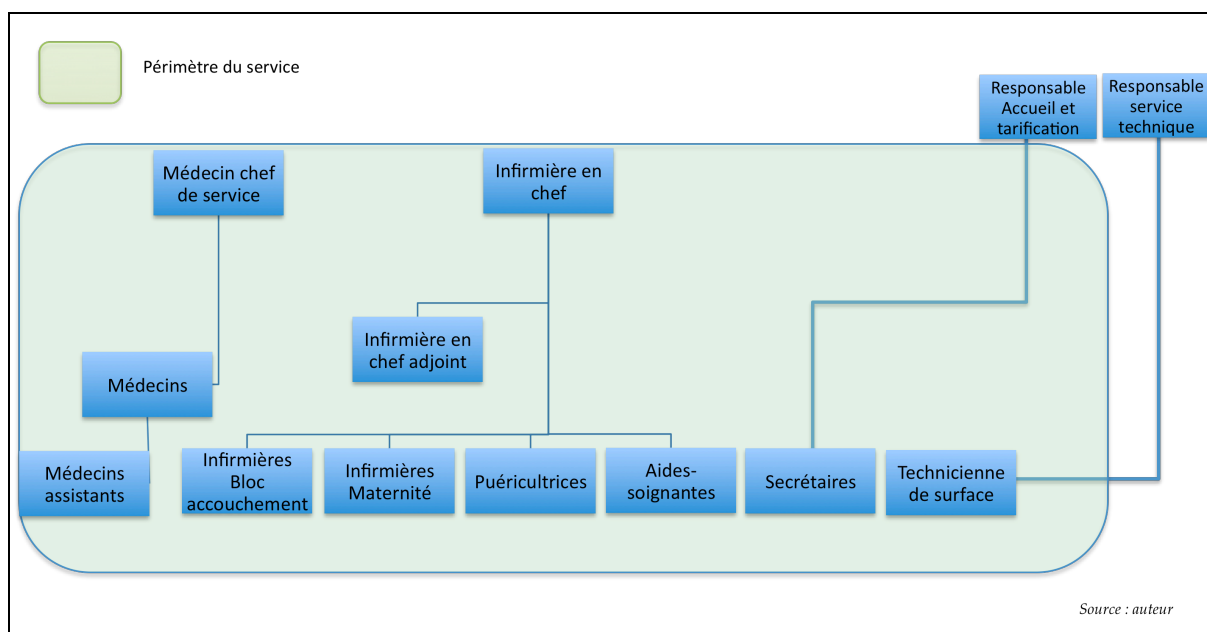 Périmètre du service
Responsable
Accueil et
tarification
Responsable
service
technique
Médecin chef
de service
Infirmière en
chef
Infirmière en
chef adjoint
Médecins
Médecins
assistants
Infirmières
Bloc
accouchement
Infirmières
Maternité
Puéricultrices
Aides-
soignantes
Secrétaires
Technicienne
de surface
Source : auteur